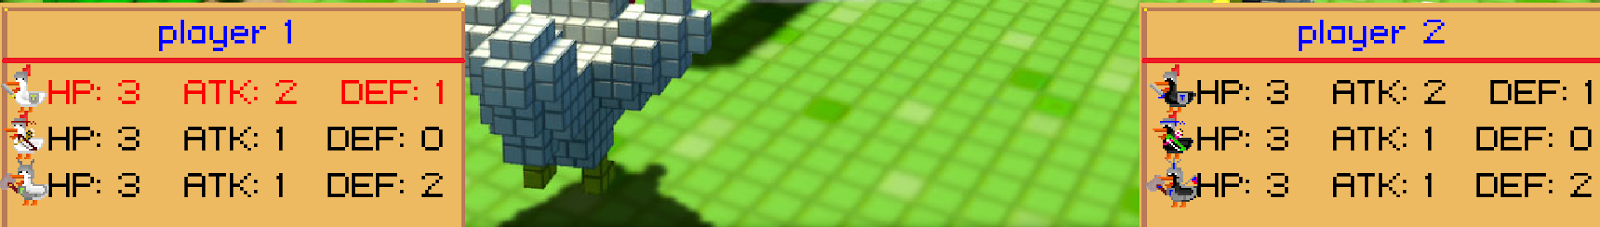 player 1
HP: 3 ATK: 2 DEF: 1
HP: 3 ATK: 1 DEF: 0
HP: 3 ATK: 1 DEF: 2
player 2
HP: 3 ATK: 2 DEF: 1
HP: 3 ATK: 1 DEF: 0
HP: 3 ATK: 1 DEF: 2